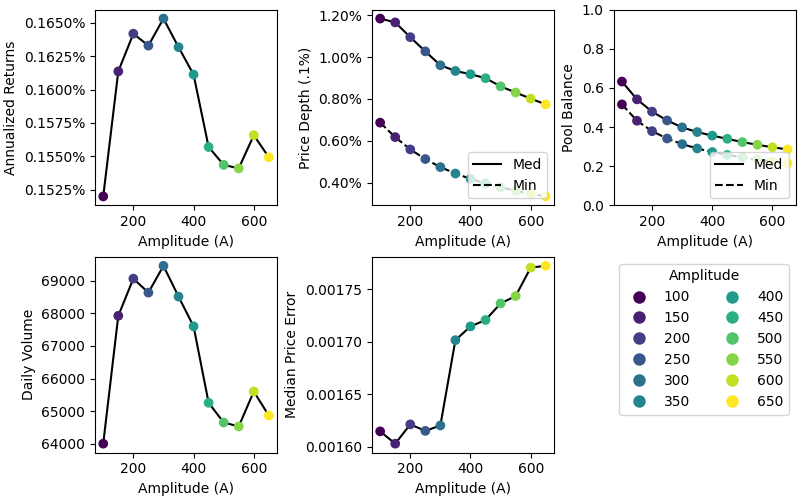 Annualized Returns
0.1650%
0.1625%
0.1600%
0.1575%
0.1550%
0.1525%
200 400 600
Amplitude (A)
Price Depth (.1%)
1.20%
1.00%
0.80%
0.60%
0.40%
Med
Min
200 400 600
Amplitude (A)
Pool Balance
1.0
0.8
0.6
0.4
0.2
0.0
Med
Min
200 400 600
Amplitude (A)
Daily Volume
69000
68000
67000
66000
65000
64000
200 400 600
Amplitude (A)
Median Price Error
0.00175
0.00170
0.00165
0.00160
200 400 600
Amplitude (A)
Amplitude
100 400
150 450
200 500
250 550
300 600
350 650